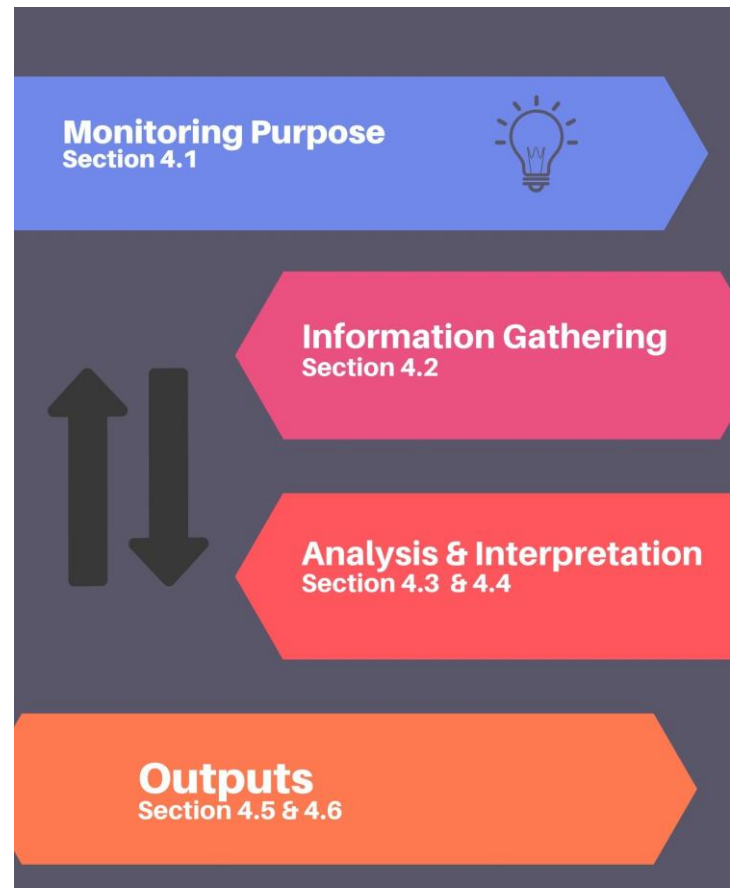 Monitoring Purpose
Section 4.1
Information Gathering
Section 4.2
Analysis & Interpretation
Section 4.3 & 4.4
Outputs
Section 4.5 & 4.6